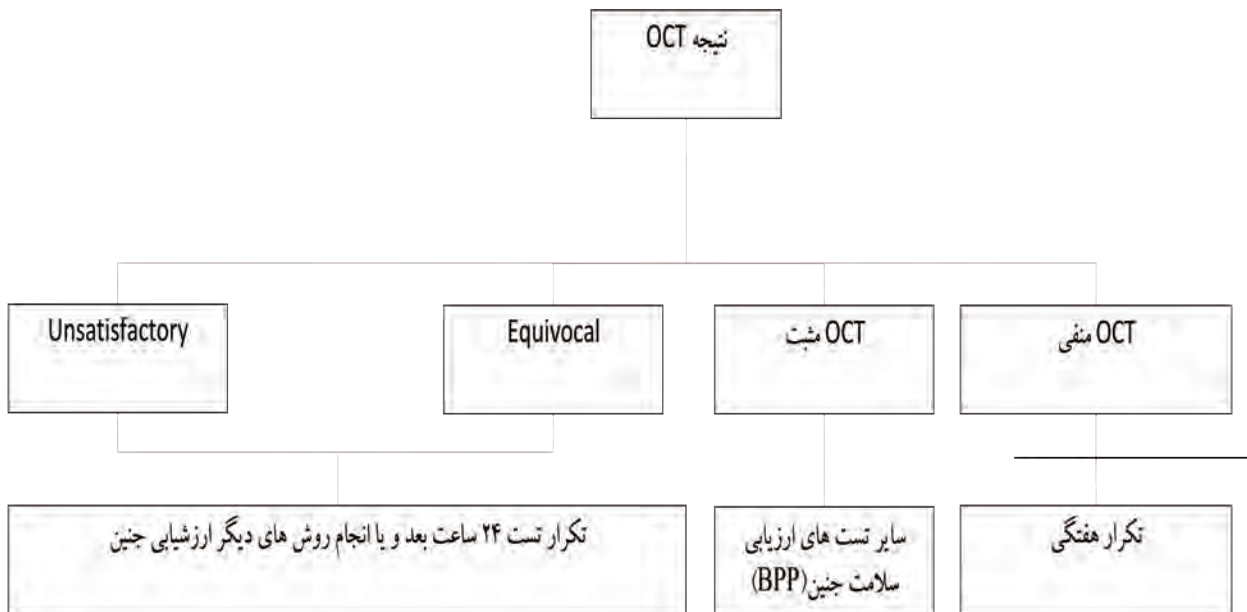 نتیجه OCT
OCT منفی
OCT مثبت
Equivocal
Unsatisfactory
تکرار هفتگی
سایر تست های ارزیابی
سلامت جنین(BPP)
تکرار تست ۲۴ ساعت بعد و یا انجام روش های دیگر ارزشیابی جنین